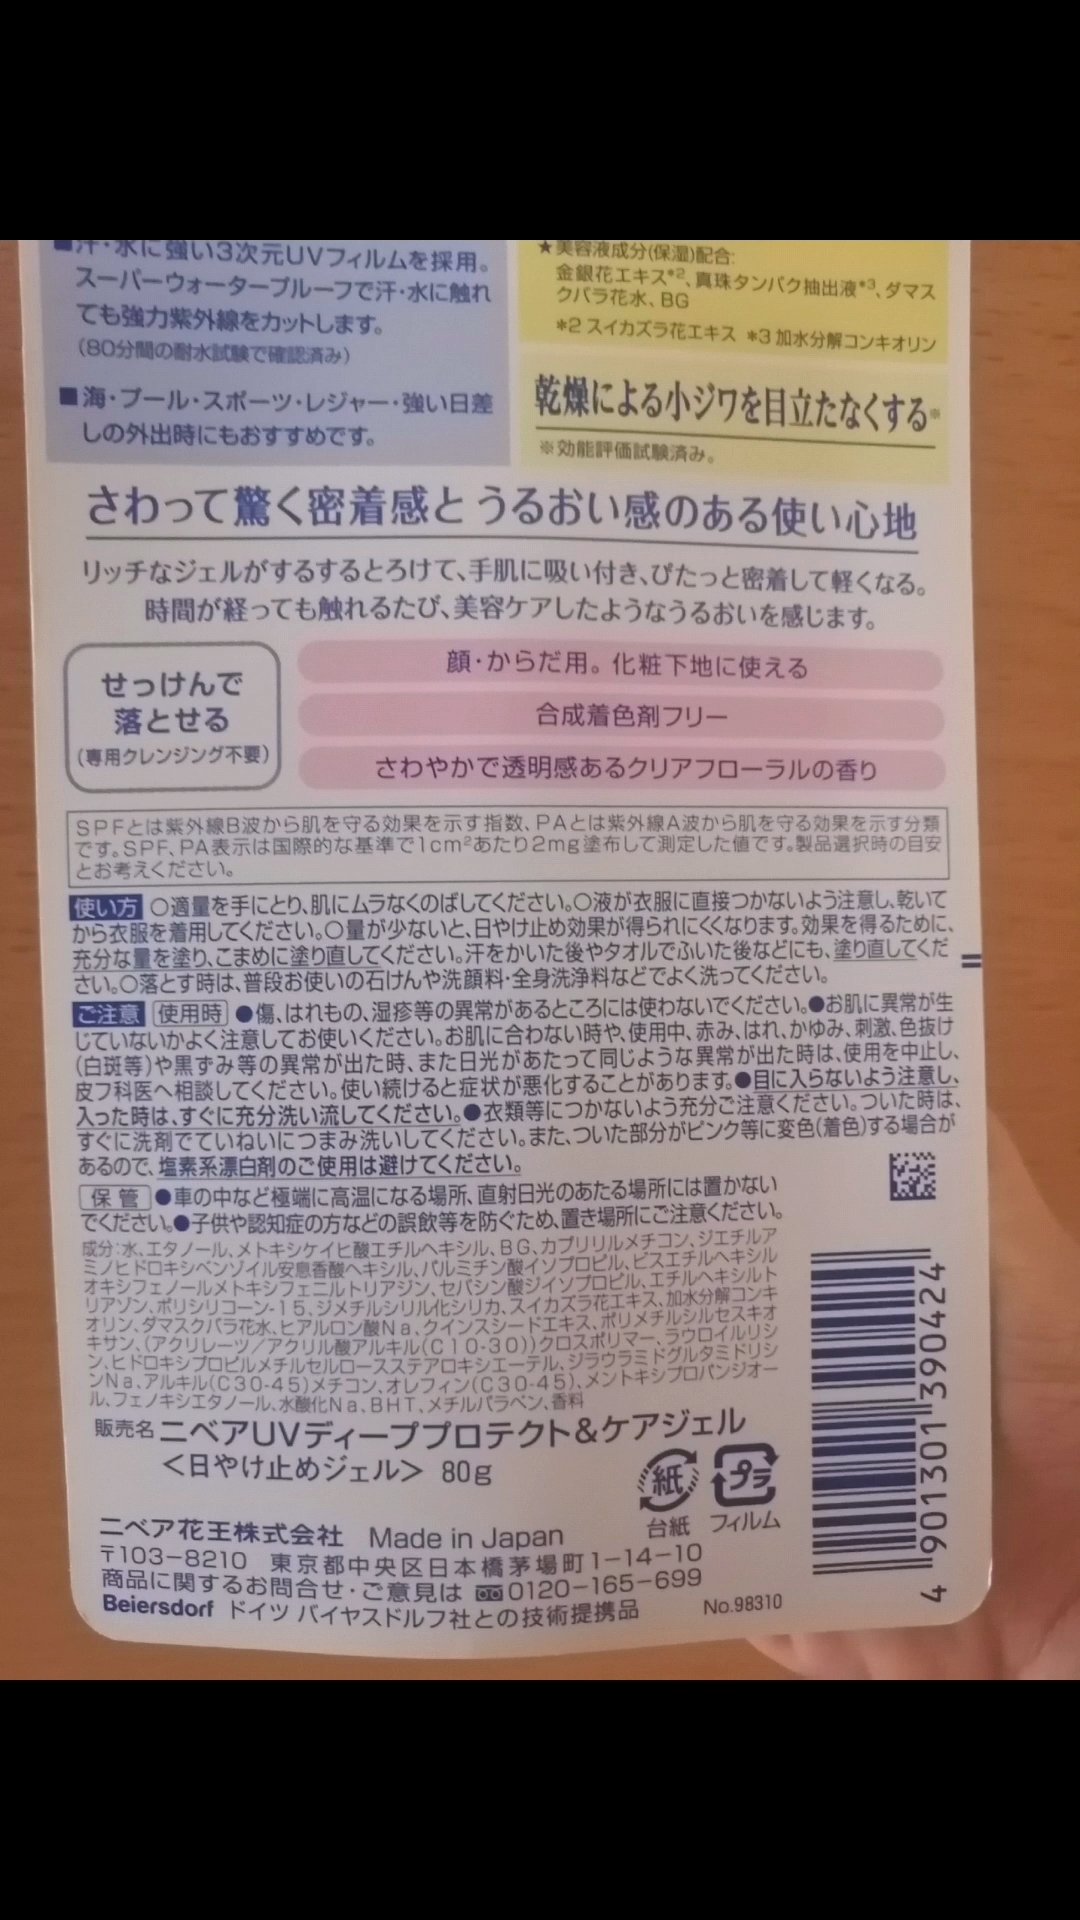 ■汗・水に強い3次元UVフィルムを採用。
スーパーウォータープルーフで汗・水に触れ
ても強力紫外線をカットします。
(80分間の耐水試験で確認済み)
■海・プール・スポーツ・レジャー・強い日差
しの外出時にもおすすめです。
★美容液成分(保湿)配合:
金銀花エキス*2、真珠タンパク抽出液*3、ダマス
クバラ花水、BG
*2 スイカズラ花エキス *3 加水分解コンキオリン
乾燥による小ジワを目立たなくする※
※効能評価試験済み。
さわって驚く密着感とうるおい感のある使い心地
リッチなジェルがするするとろけて、手肌に吸い付き、ぴたっと密着して軽くなる。
時間が経っても触れるたび、美容ケアしたようなうるおいを感じます。
せっけんで
落とせる
(専用クレンジング不要)
顔・からだ用。化粧下地に使える
合成着色剤フリー
さわやかで透明感あるクリアフローラルの香り
SPFとは紫外線B波から肌を守る効果を示す指数、PAとは紫外線A波から肌を守る効果を示す分類
です。SPF、PA表示は国際的な基準で1cm²あたり2mg塗布して測定した値です。製品選択時の目安
とお考えください。
使い方 ○適量を手にとり、肌にムラなくのばしてください。○液が衣服に直接つかないよう注意し、乾いて
から衣服を着用してください。○量が少ないと、日やけ止め効果が得られにくくなります。効果を得るために、
充分な量を塗り、こまめに塗り直してください。汗をかいた後やタオルでふいた後などにも、塗り直してくだ
さい。○落とす時は、普段お使いの石けんや洗顔料・全身洗浄料などでよく洗ってください。
ご注意 使用時 ●傷、はれもの、湿疹等の異常があるところには使わないでください。●お肌に異常が生
じていないかよく注意してお使いください。お肌に合わない時や、使用中、赤み、はれ、かゆみ、刺激、色抜け
(白斑等)や黒ずみ等の異常が出た時、また日光があたって同じような異常が出た時は、使用を中止し、
皮フ科医へ相談してください。使い続けると症状が悪化することがあります。●目に入らないよう注意し、
入った時は、すぐに充分洗い流してください。●衣類等につかないよう充分ご注意ください。ついた時は、
すぐに洗剤でていねいにつまみ洗いしてください。また、ついた部分がピンク等に変色(着色)する場合が
あるので、塩素系漂白剤のご使用は避けてください。
保管 ●車の中など極端に高温になる場所、直射日光のあたる場所には置かない
でください。●子供や認知症の方などの誤飲等を防ぐため、置き場所にご注意ください。
成分:水、エタノール、メトキシケイヒ酸エチルヘキシル、BG、カプリリルメチコン、ジエチルア
ミノヒドロキシベンゾイル安息香酸ヘキシル、パルミチン酸イソプロピル、ビスエチルヘキシル
オキシフェノールメトキシフェニルトリアジン、セバシン酸ジイソプロピル、エチルヘキシルト
リアゾン、ポリシリコーン-15、ジメチルシリル化シリカ、スイカズラ花エキス、加水分解コンキ
オリン、ダマスクバラ花水、ヒアルロン酸Na、クインスシードエキス、ポリメチルシルセスキオ
キサン、(アクリレーツ/アクリル酸アルキル(C10-30))クロスポリマー、ラウロイルリシ
ン、ヒドロキシプロピルメチルセルロースステアロキシエーテル、ジラウラミドグルタミドリシ
ンNa、アルキル(C30-45)メチコン、オレフィン(C30-45)、メントキシプロパンジオー
ル、フェノキシエタノール、水酸化Na、BHT、メチルパラベン、香料
販売名 ニベアUVディーププロテクト&ケアジェル
<日やけ止めジェル> 80g
紙 プラ
台紙 フィルム
ニベア花王株式会社 Made in Japan
〒103-8210 東京都中央区日本橋茅場町1-14-10
商品に関するお問合せ・ご意見は 0120-165-699
Beiersdorf ドイツ バイヤスドルフ社との技術提携品 No.98310
4 901301 390424